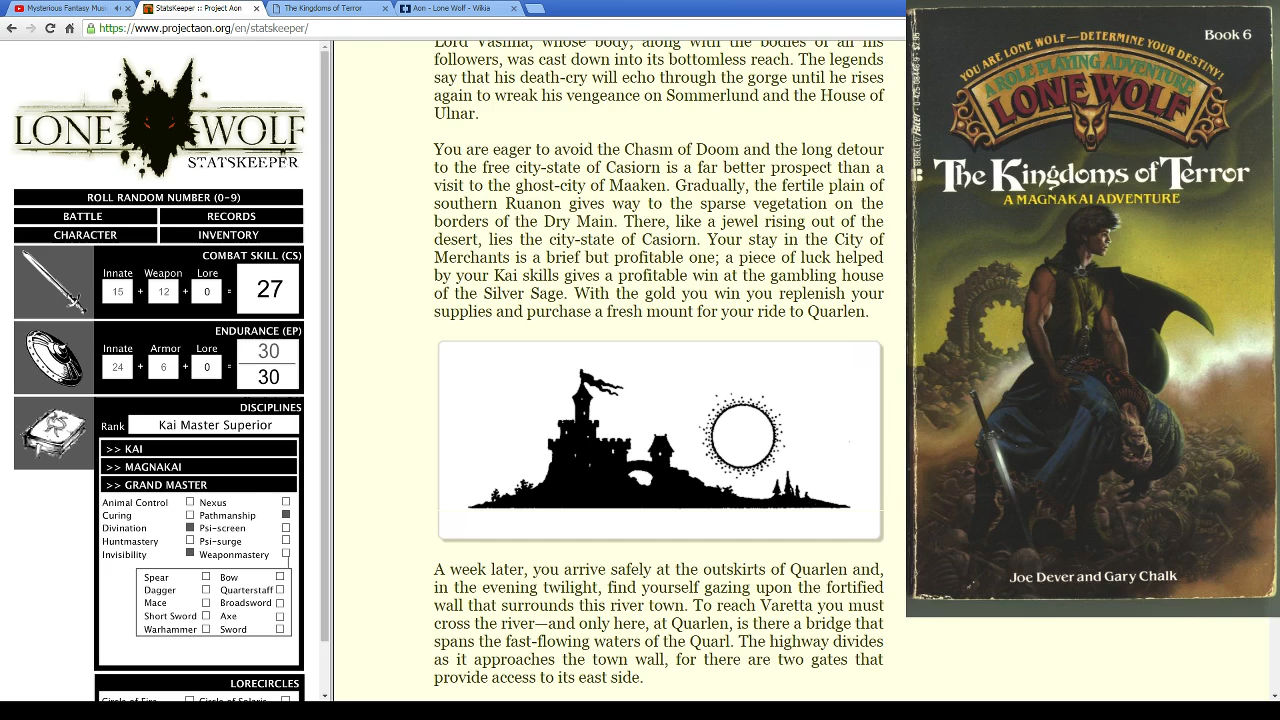 Mysterious Fantasy Music
StatsKeeper :: Project Aon
The Kingdoms of Terror
Aon - Lone Wolf - Wikia
https://www.projectaon.org/en/statskeeper/
LONE WOLF
STATSKEEPER
ROLL RANDOM NUMBER (0-9)
BATTLE RECORDS
CHARACTER INVENTORY
COMBAT SKILL (CS)
Innate Weapon Lore
15 + 12 + 0 = 27
ENDURANCE (EP)
Innate Armor Lore
30
24 + 6 + 0 =
30
DISCIPLINES
Rank Kai Master Superior
>> KAI
>> MAGNAKAI
>> GRAND MASTER
Animal Control Nexus
Curing Pathmanship
Divination Psi-screen
Huntmastery Psi-surge
Invisibility Weaponmastery
Spear Bow
Dagger Quarterstaff
Mace Broadsword
Short Sword Axe
Warhammer Sword
LORECIRCLES
Circle of Fire Circle of Solaris
Lord Vashna, whose body, along with the bodies of all his
followers, was cast down into its bottomless reach. The legends
say that his death-cry will echo through the gorge until he rises
again to wreak his vengeance on Sommerlund and the House of
Ulnar.
You are eager to avoid the Chasm of Doom and the long detour
to the free city-state of Casiorn is a far better prospect than a
visit to the ghost-city of Maaken. Gradually, the fertile plain of
southern Ruanon gives way to the sparse vegetation on the
borders of the Dry Main. There, like a jewel rising out of the
desert, lies the city-state of Casiorn. Your stay in the City of
Merchants is a brief but profitable one; a piece of luck helped
by your Kai skills gives a profitable win at the gambling house
of the Silver Sage. With the gold you win you replenish your
supplies and purchase a fresh mount for your ride to Quarlen.
A week later, you arrive safely at the outskirts of Quarlen and,
in the evening twilight, find yourself gazing upon the fortified
wall that surrounds this river town. To reach Varetta you must
cross the river—and only here, at Quarlen, is there a bridge that
spans the fast-flowing waters of the Quarl. The highway divides
as it approaches the town wall, for there are two gates that
provide access to its east side.
Book 6
YOU ARE LONE WOLF—DETERMINE YOUR DESTINY!
A ROLE PLAYING ADVENTURE
LONE WOLF
The Kingdoms of Terror
A MAGNAKAI ADVENTURE
Joe Dever and Gary Chalk